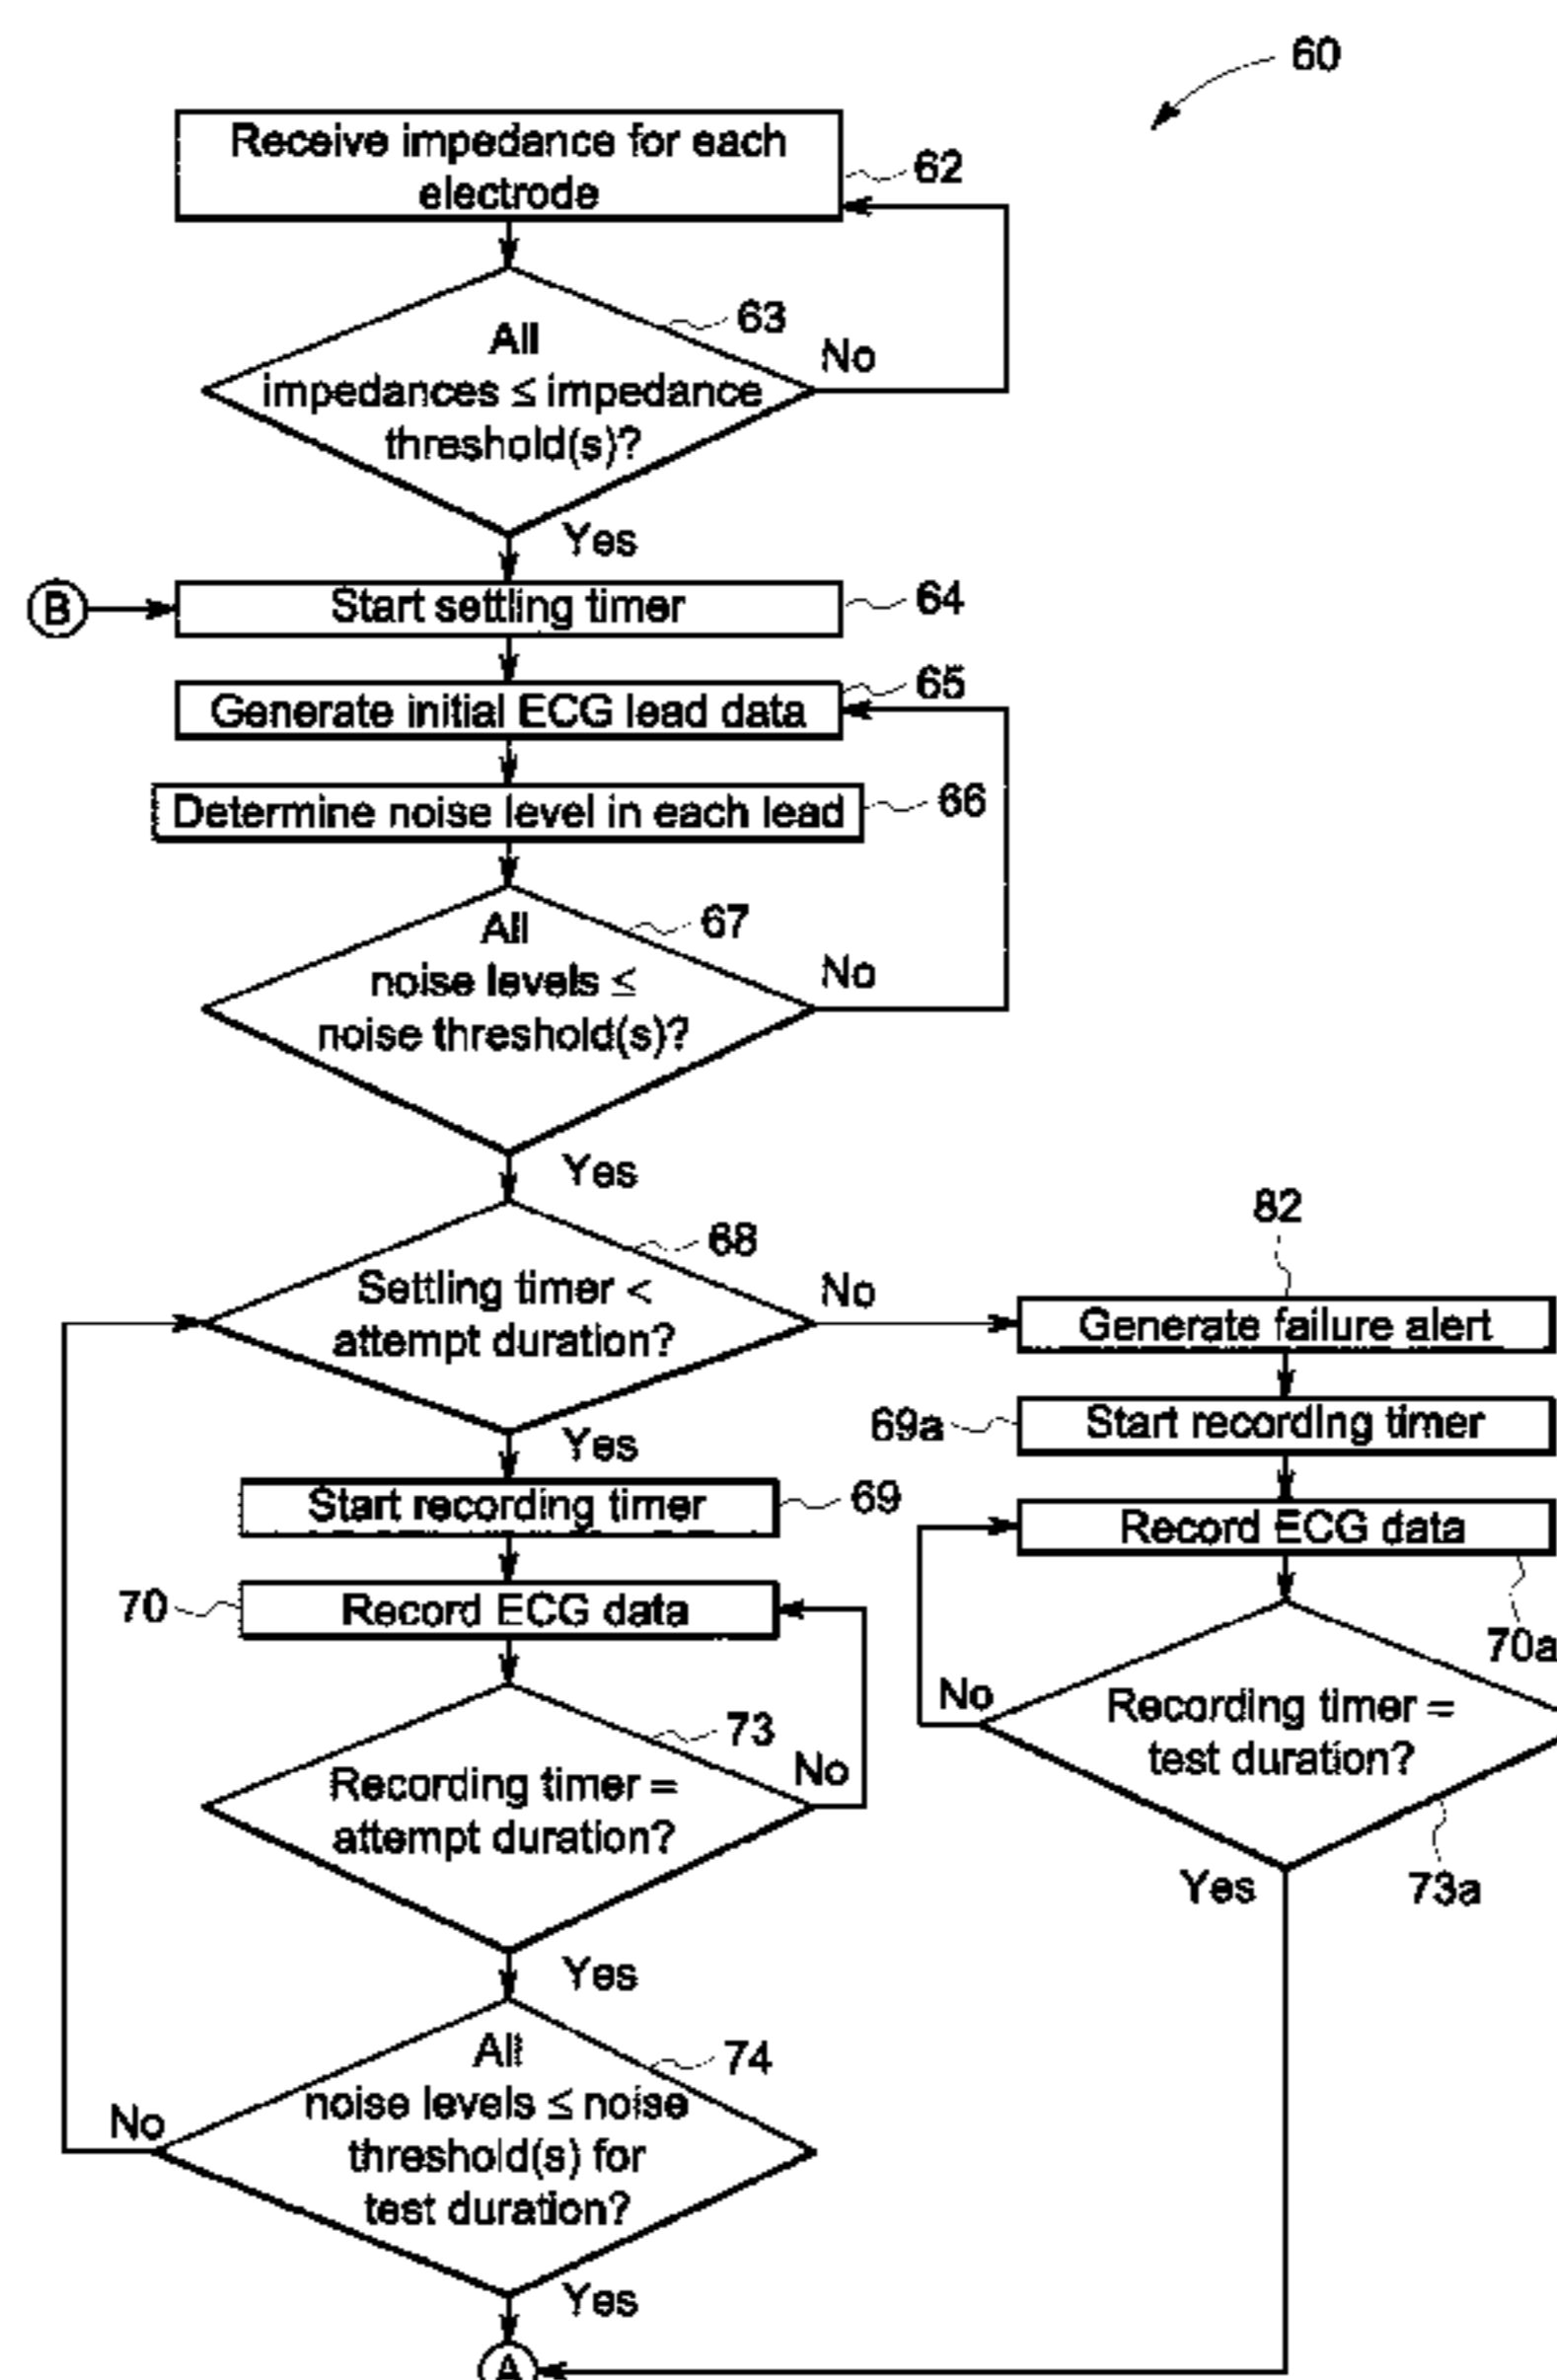 60
Receive impedance for each
electrode
62
All
impedances ≤ impedance
threshold(s)?
63
No
Yes
B
Start settling timer
64
Generate initial ECG lead data
65
Determine noise level in each lead
66
All
noise levels ≤
noise threshold(s)?
67
No
Yes
Settling timer <
attempt duration?
68
No
Yes
82
Generate failure alert
69a
Start recording timer
Record ECG data
70a
Recording timer =
test duration?
No
73a
Yes
Start recording timer
69
70
Record ECG data
73
Recording timer =
attempt duration?
No
Yes
All
noise levels ≤ noise
threshold(s) for
test duration?
74
No
Yes
A